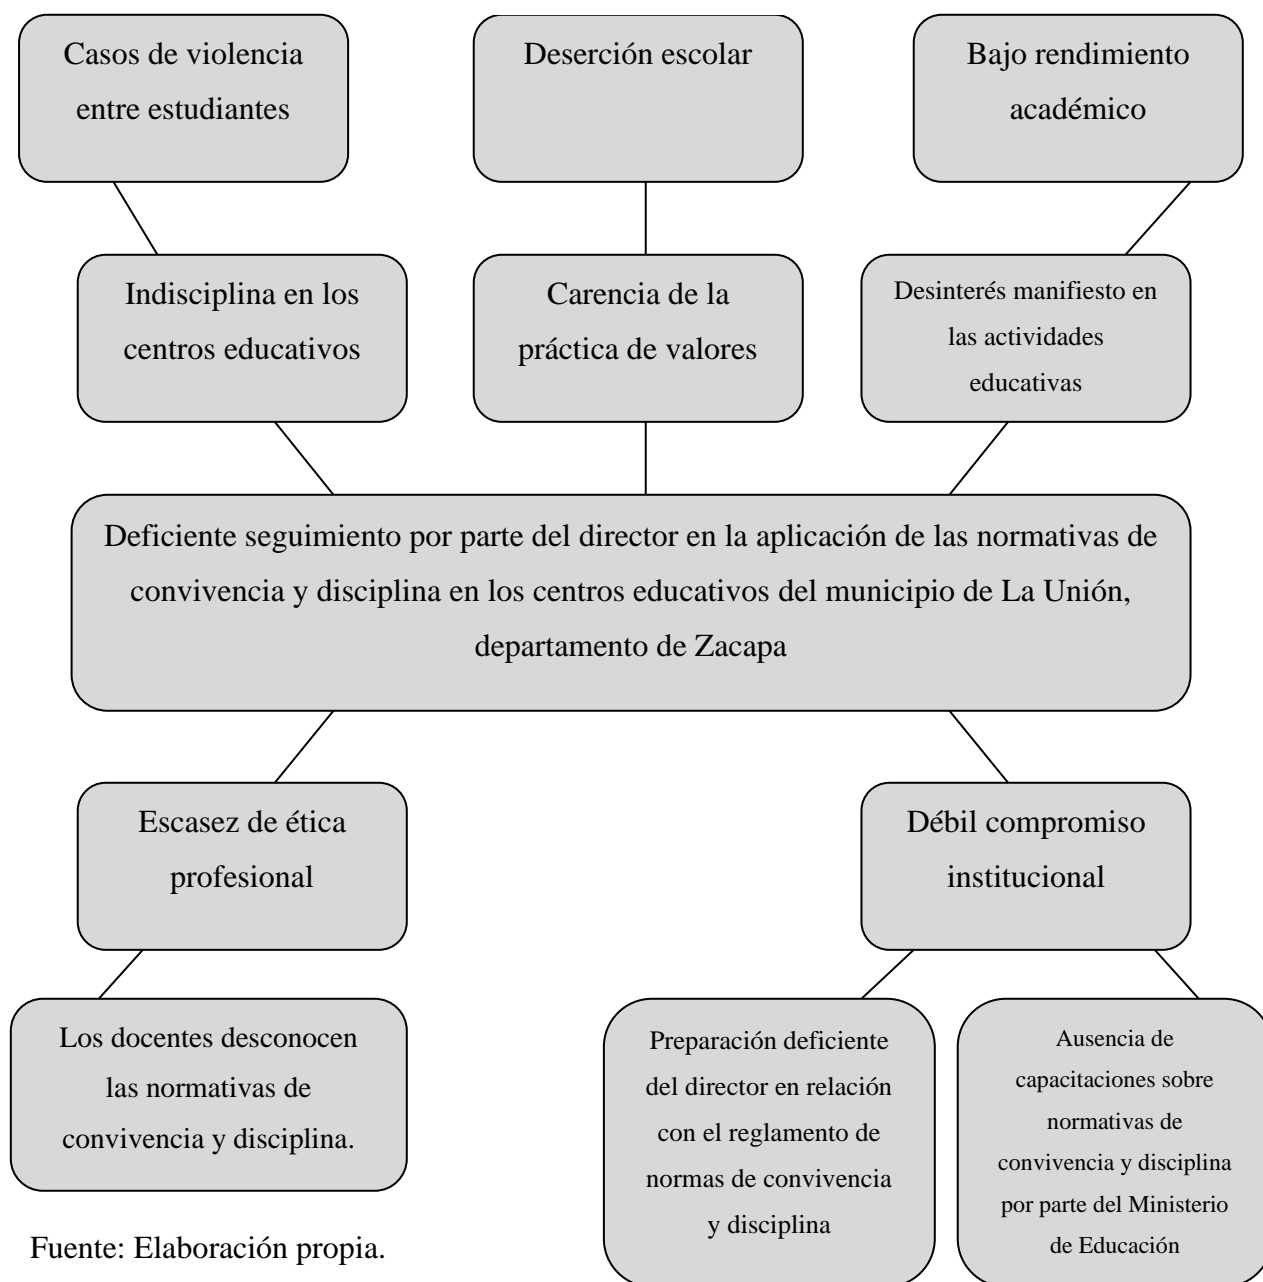 Casos de violencia
entre estudiantes
Deserción escolar
Bajo rendimiento
académico
Indisciplina en los
centros educativos
Carencia de la
práctica de valores
Desinterés manifiesto en
las actividades
educativas
Deficiente seguimiento por parte del director en la aplicación de las normativas de
convivencia y disciplina en los centros educativos del municipio de La Unión,
departamento de Zacapa
Escasez de ética
profesional
Débil compromiso
institucional
Los docentes desconocen
las normativas de
convivencia y disciplina.
Preparación deficiente
del director en relación
con el reglamento de
normas de convivencia
y disciplina
Ausencia de
capacitaciones sobre
normativas de
convivencia y disciplina
por parte del Ministerio
de Educación
Fuente: Elaboración propia.